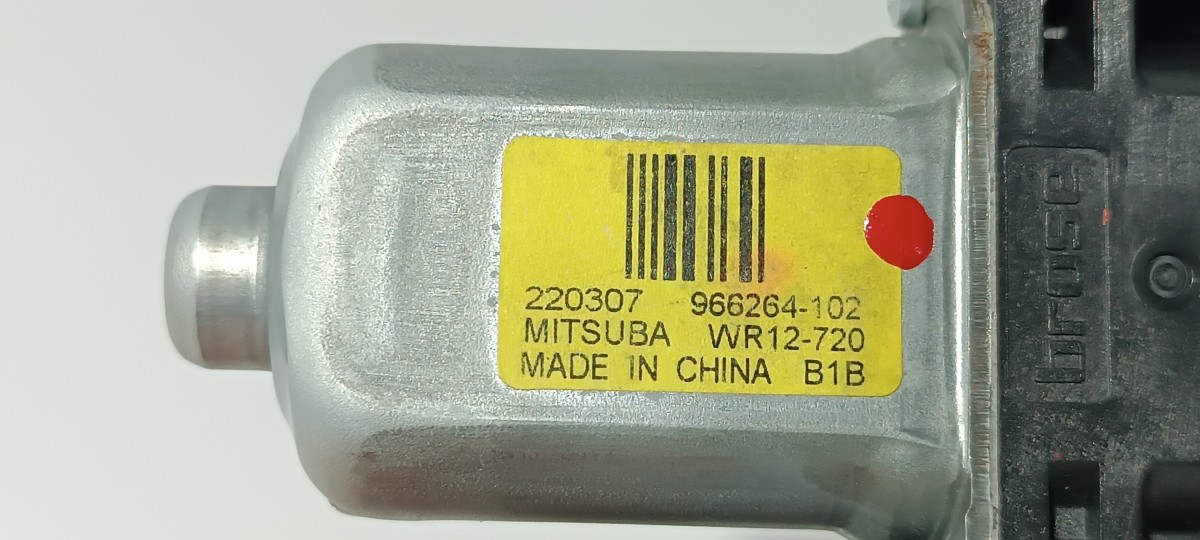 220307 966264-102
MITSUBA WR12-720
MADE IN CHINA B1B
brose